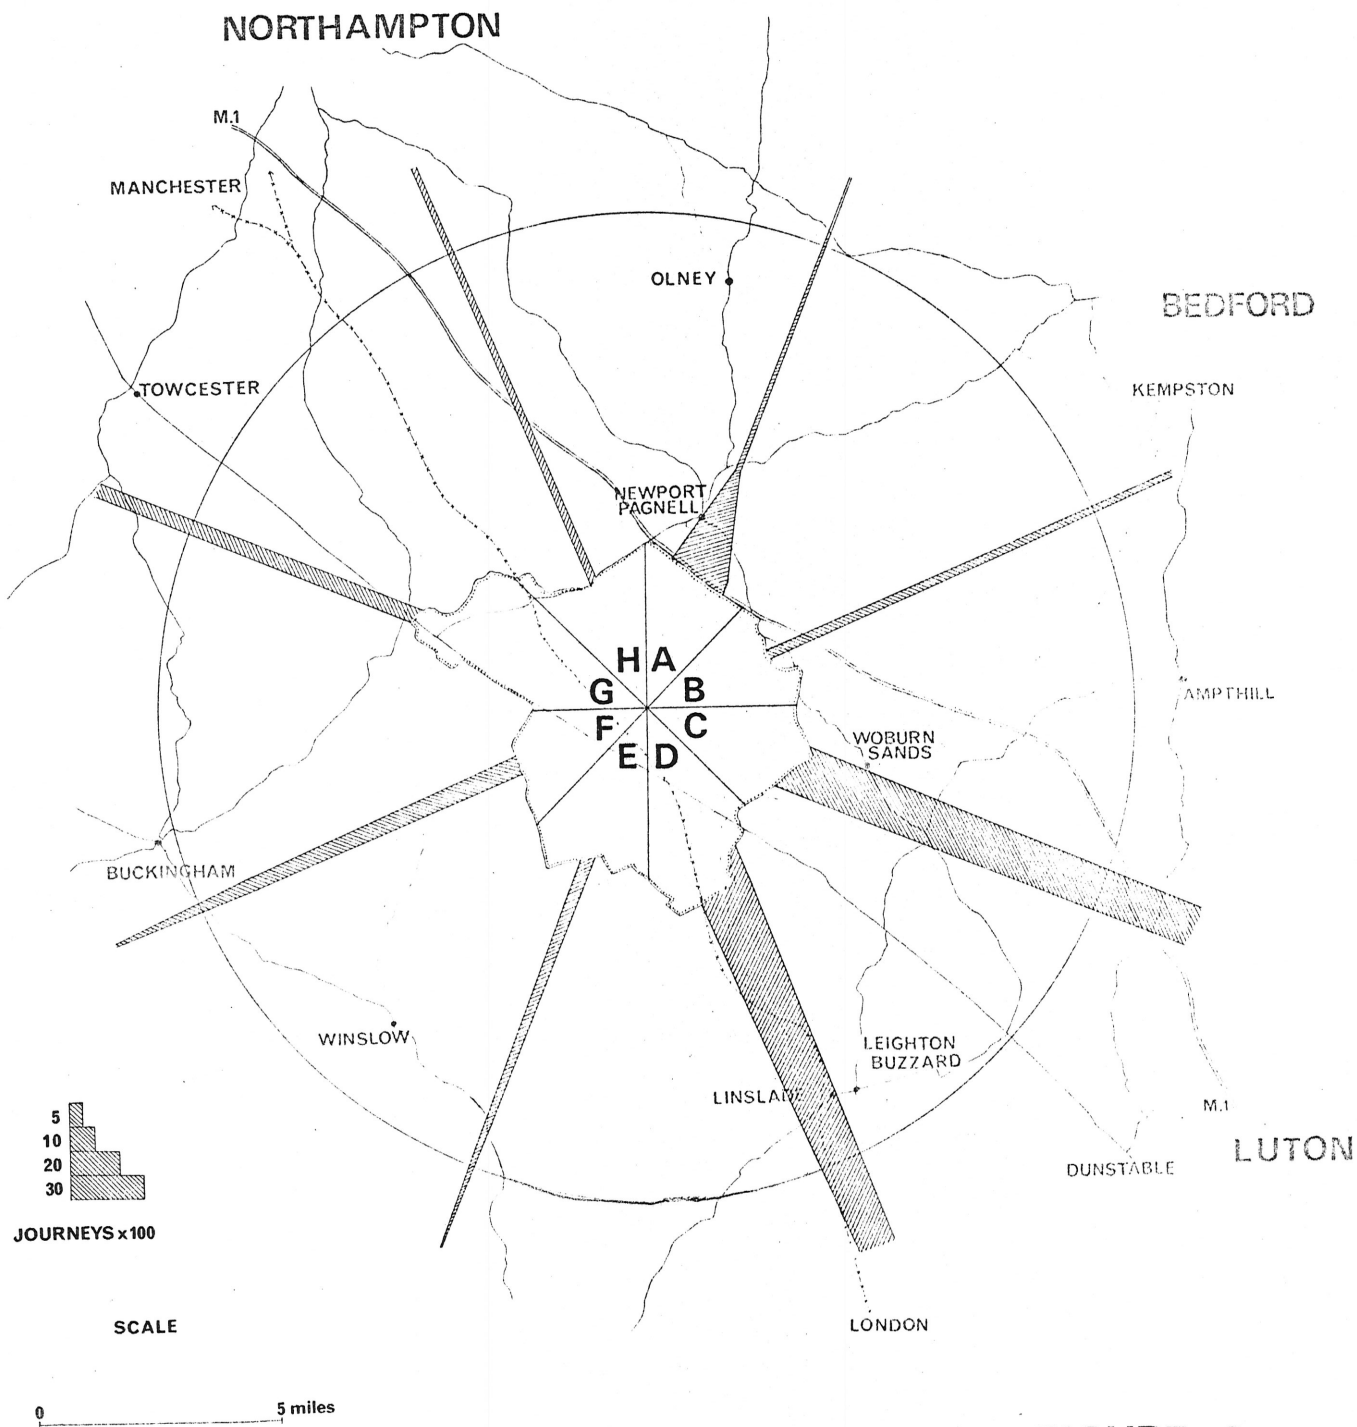 NORTHAMPTON
M.1
MANCHESTER
OLNEY
BEDFORD
TOWCESTER
KEMPSTON
NEWPORT
PAGNELL
H A
G B
F C
E D
AMPTHILL
WOBURN
SANDS
BUCKINGHAM
WINSLOW
LEIGHTON
BUZZARD
LINSLADE
M.1
LUTON
DUNSTABLE
5
10
20
30
JOURNEYS x100
LONDON
SCALE
0 5 miles